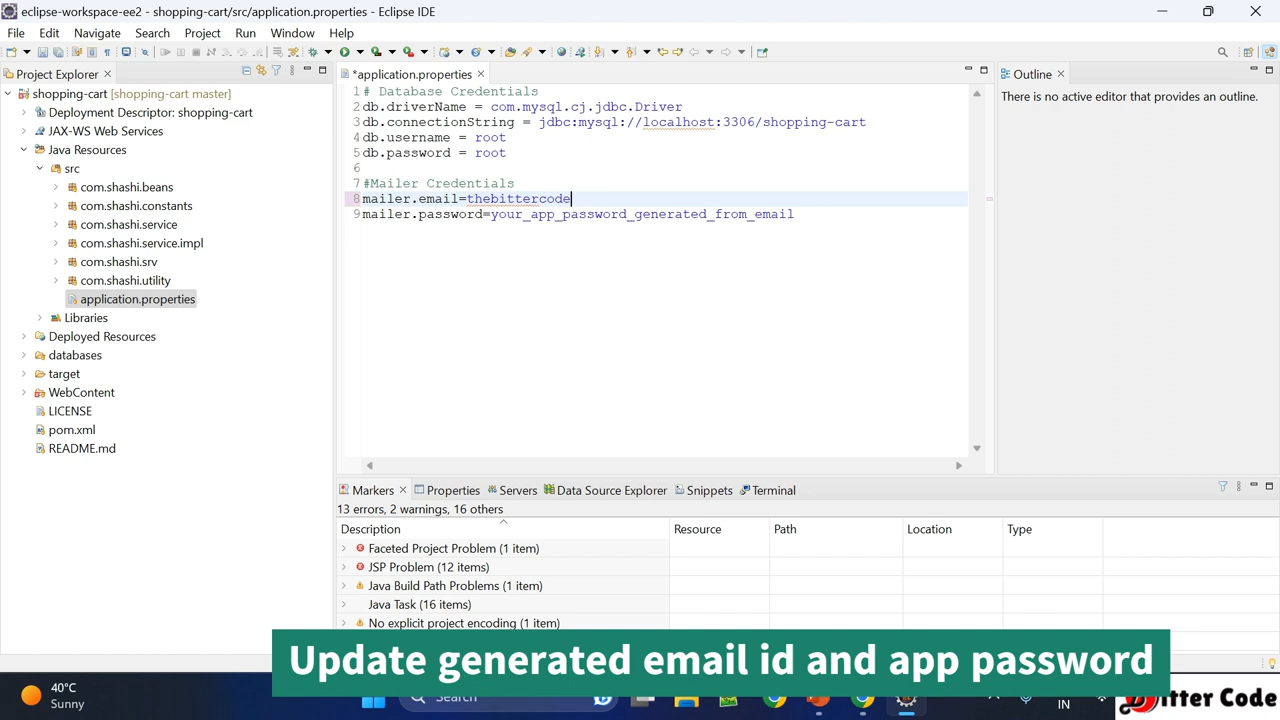 eclipse-workspace-ee2 - shopping-cart/src/application.properties - Eclipse IDE
File Edit Navigate Search Project Run Window Help
Project Explorer
*application.properties
Outline
shopping-cart [shopping-cart master]
Deployment Descriptor: shopping-cart
JAX-WS Web Services
Java Resources
src
com.shashi.beans
com.shashi.constants
com.shashi.service
com.shashi.service.impl
com.shashi.srv
com.shashi.utility
application.properties
Libraries
Deployed Resources
databases
target
WebContent
LICENSE
pom.xml
README.md
1 # Database Credentials
2 db.driverName = com.mysql.cj.jdbc.Driver
3 db.connectionString = jdbc:mysql://localhost:3306/shopping-cart
4 db.username = root
5 db.password = root
6
7 #Mailer Credentials
8 mailer.email=thebittercode
9 mailer.password=your_app_password_generated_from_email
There is no active editor that provides an outline.
Markers Properties Servers Data Source Explorer Snippets Terminal
13 errors, 2 warnings, 16 others
Description Resource Path Location Type
Faceted Project Problem (1 item)
JSP Problem (12 items)
Java Build Path Problems (1 item)
Java Task (16 items)
No explicit project encoding (1 item)
Update generated email id and app password
40°C
Sunny
Search
IN
Bitter Code